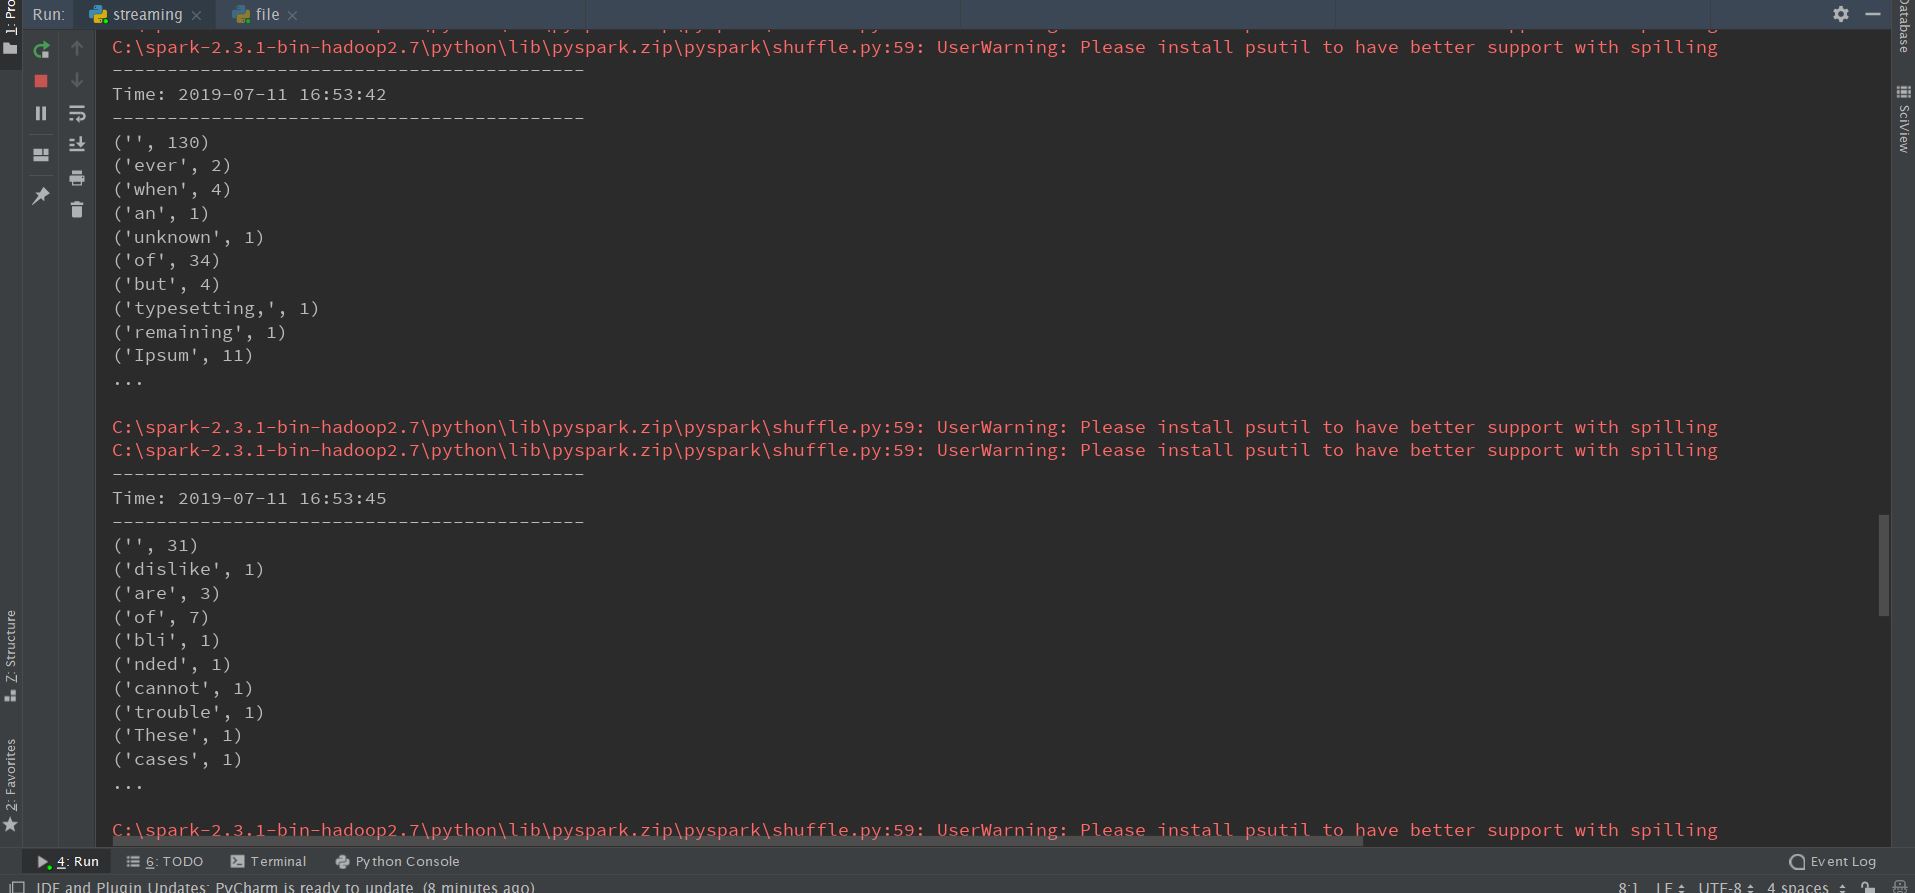 1: Pro
Run:
streaming
file
Database
SciView
C:\spark-2.3.1-bin-hadoop2.7\python\lib\pyspark.zip\pyspark\shuffle.py:59: UserWarning: Please install psutil to have better support with spilling
-------------------------------------------
Time: 2019-07-11 16:53:42
-------------------------------------------
('', 130)
('ever', 2)
('when', 4)
('an', 1)
('unknown', 1)
('of', 34)
('but', 4)
('typesetting,', 1)
('remaining', 1)
('Ipsum', 11)
...
C:\spark-2.3.1-bin-hadoop2.7\python\lib\pyspark.zip\pyspark\shuffle.py:59: UserWarning: Please install psutil to have better support with spilling
C:\spark-2.3.1-bin-hadoop2.7\python\lib\pyspark.zip\pyspark\shuffle.py:59: UserWarning: Please install psutil to have better support with spilling
-------------------------------------------
Time: 2019-07-11 16:53:45
-------------------------------------------
('', 31)
('dislike', 1)
('are', 3)
('of', 7)
('bli', 1)
('nded', 1)
('cannot', 1)
('trouble', 1)
('These', 1)
('cases', 1)
...
C:\spark-2.3.1-bin-hadoop2.7\python\lib\pyspark.zip\pyspark\shuffle.py:59: UserWarning: Please install psutil to have better support with spilling
Z: Structure
2: Favorites
4: Run
6: TODO
Terminal
Python Console
Event Log
IDE and Plugin Updates: PyCharm is ready to update. (8 minutes ago)
8:1 LF UTF-8 4 spaces